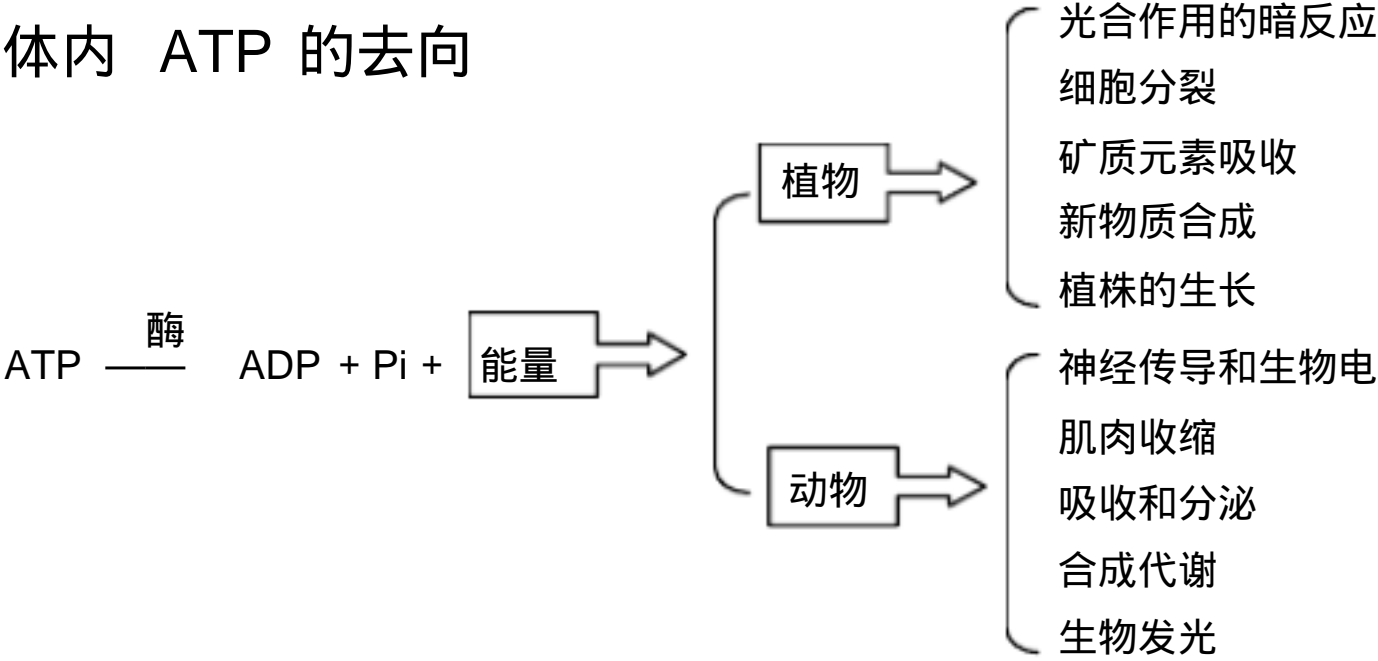 体内 ATP 的去向
酶
ATP —— ADP + Pi + 能量
植物
光合作用的暗反应
细胞分裂
矿质元素吸收
新物质合成
植株的生长
动物
神经传导和生物电
肌肉收缩
吸收和分泌
合成代谢
生物发光